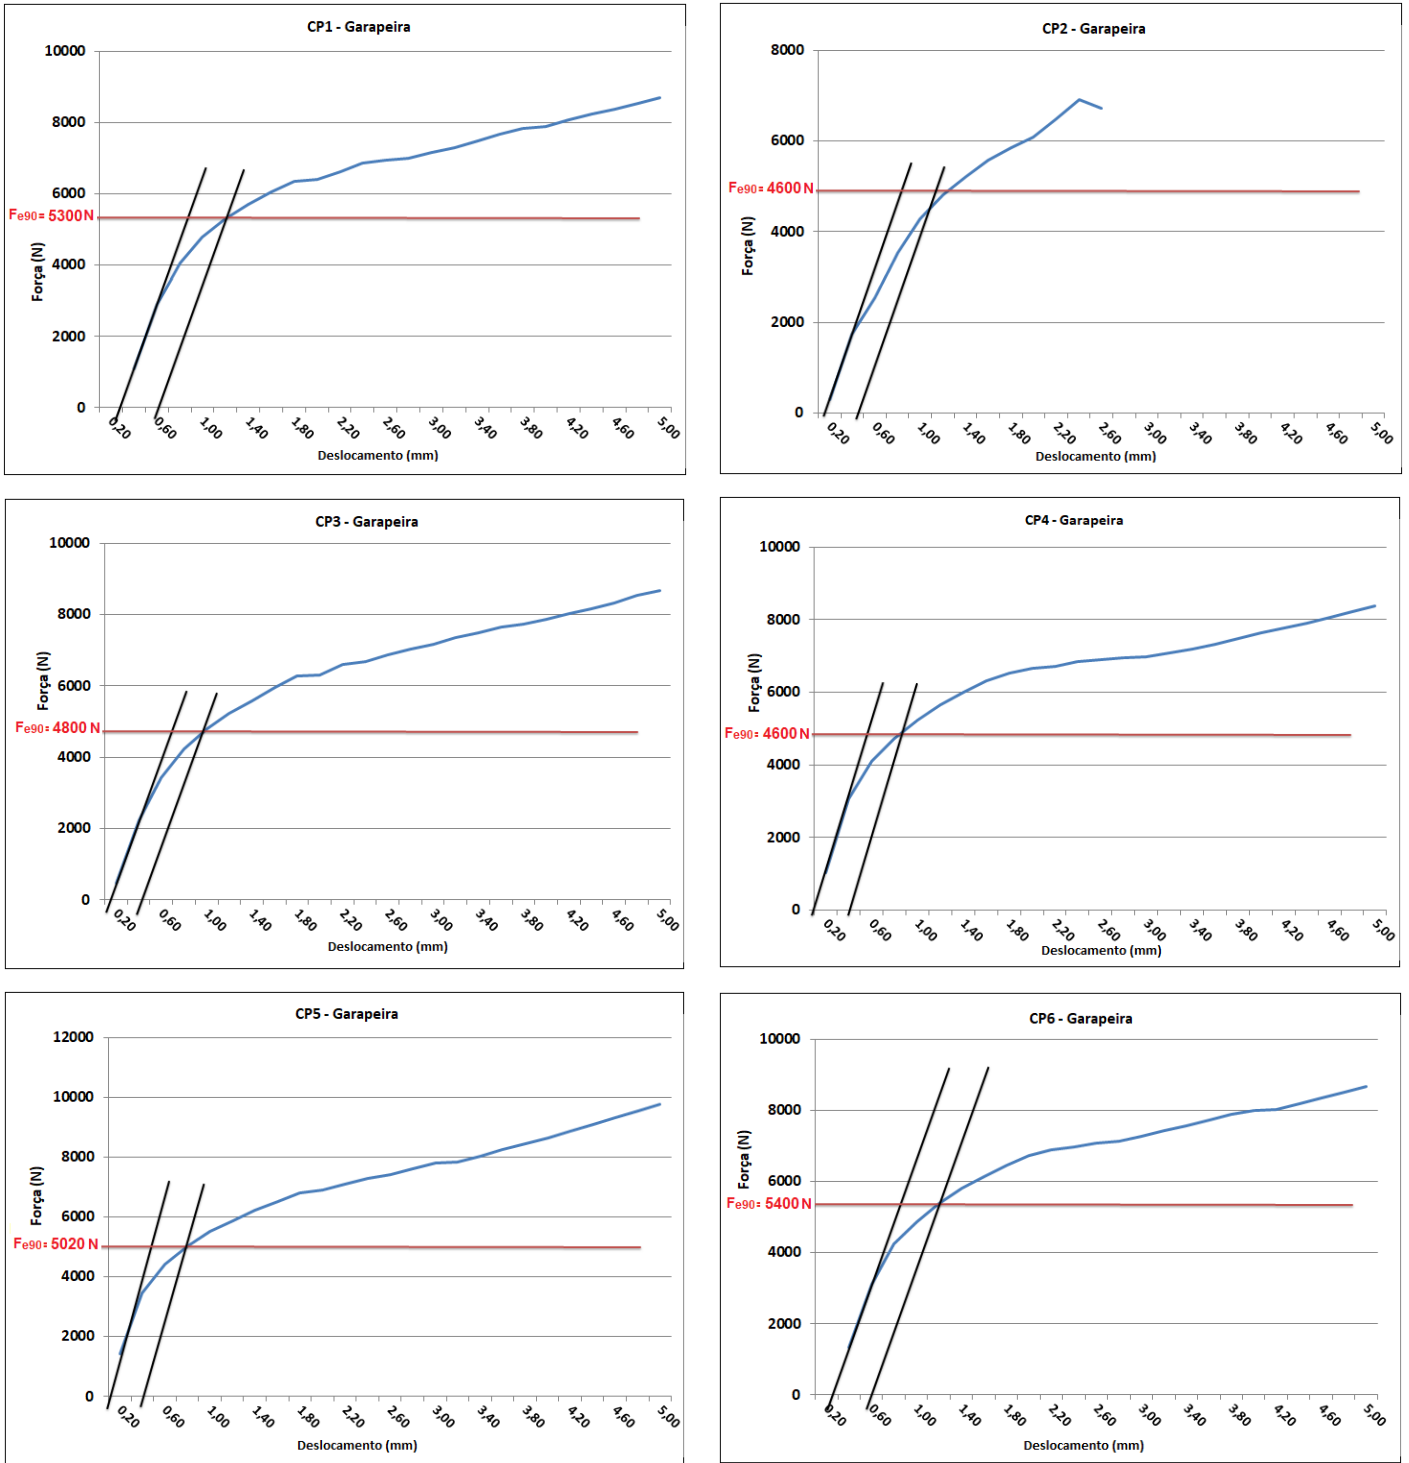 CP1 - Garapeira
10000
8000
6000
Fe90= 5300 N
4000
2000
0
Força (N)
0,20 0,60 1,00 1,40 1,80 2,20 2,60 3,00 3,40 3,80 4,20 4,60 5,00
Deslocamento (mm)
CP2 - Garapeira
8000
6000
Fe90= 4600 N
4000
2000
0
Força (N)
0,20 0,60 1,00 1,40 1,80 2,20 2,60 3,00 3,40 3,80 4,20 4,60 5,00
Deslocamento (mm)
CP3 - Garapeira
10000
8000
6000
Fe90= 4800 N
4000
2000
0
Força (N)
0,20 0,60 1,00 1,40 1,80 2,20 2,60 3,00 3,40 3,80 4,20 4,60 5,00
Deslocamento (mm)
CP4 - Garapeira
10000
8000
6000
Fe90= 4600 N
4000
2000
0
Força (N)
0,20 0,60 1,00 1,40 1,80 2,20 2,60 3,00 3,40 3,80 4,20 4,60 5,00
Deslocamento (mm)
CP5 - Garapeira
12000
10000
8000
6000
Fe90= 5020 N
4000
2000
0
Força (N)
0,20 0,60 1,00 1,40 1,80 2,20 2,60 3,00 3,40 3,80 4,20 4,60 5,00
Deslocamento (mm)
CP6 - Garapeira
10000
8000
6000
Fe90= 5400 N
4000
2000
0
Força (N)
0,20 0,60 1,00 1,40 1,80 2,20 2,60 3,00 3,40 3,80 4,20 4,60 5,00
Deslocamento (mm)